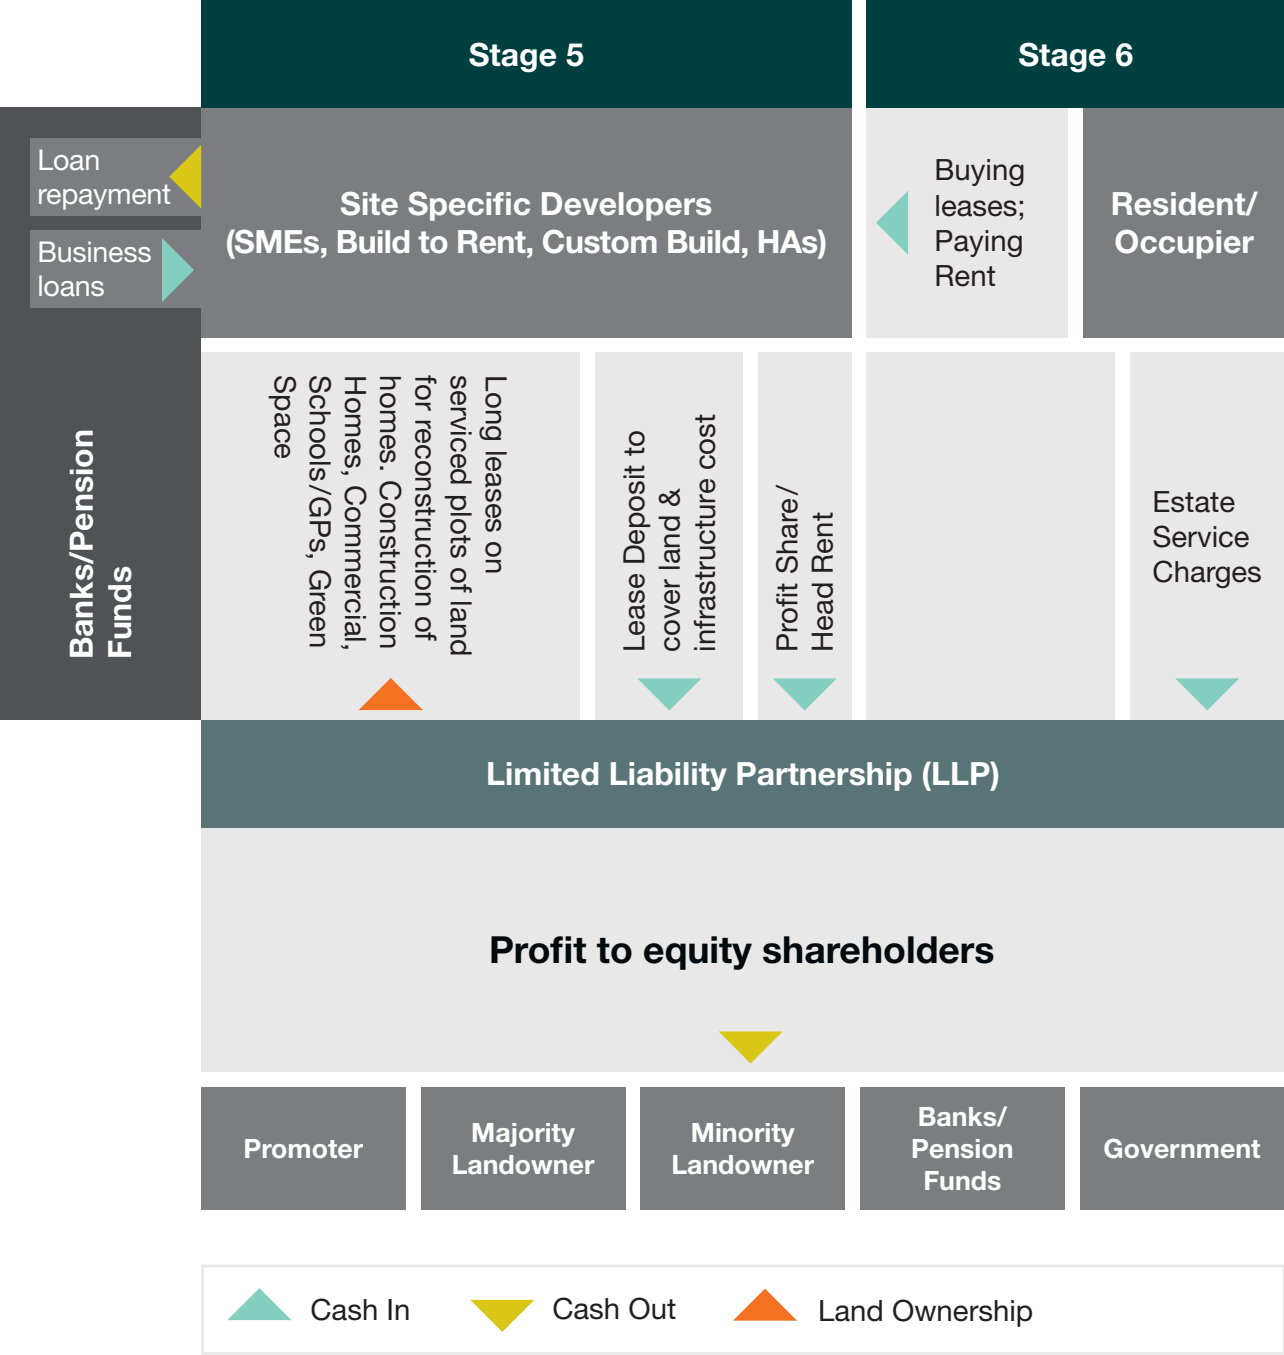 Stage 5
Stage 6
Loan
repayment
Business
loans
Banks/Pension
Funds
Site Specific Developers
(SMEs, Build to Rent, Custom Build, HAs)
Buying
leases;
Paying
Rent
Resident/
Occupier
Long leases on
serviced plots of land
for reconstruction of
homes. Construction
Homes, Commercial,
Schools/GPs, Green
Space
Lease Deposit to
cover land &
infrastructure cost
Profit Share/
Head Rent
Estate
Service
Charges
Limited Liability Partnership (LLP)
Profit to equity shareholders
Promoter
Majority
Landowner
Minority
Landowner
Banks/
Pension
Funds
Government
Cash In
Cash Out
Land Ownership